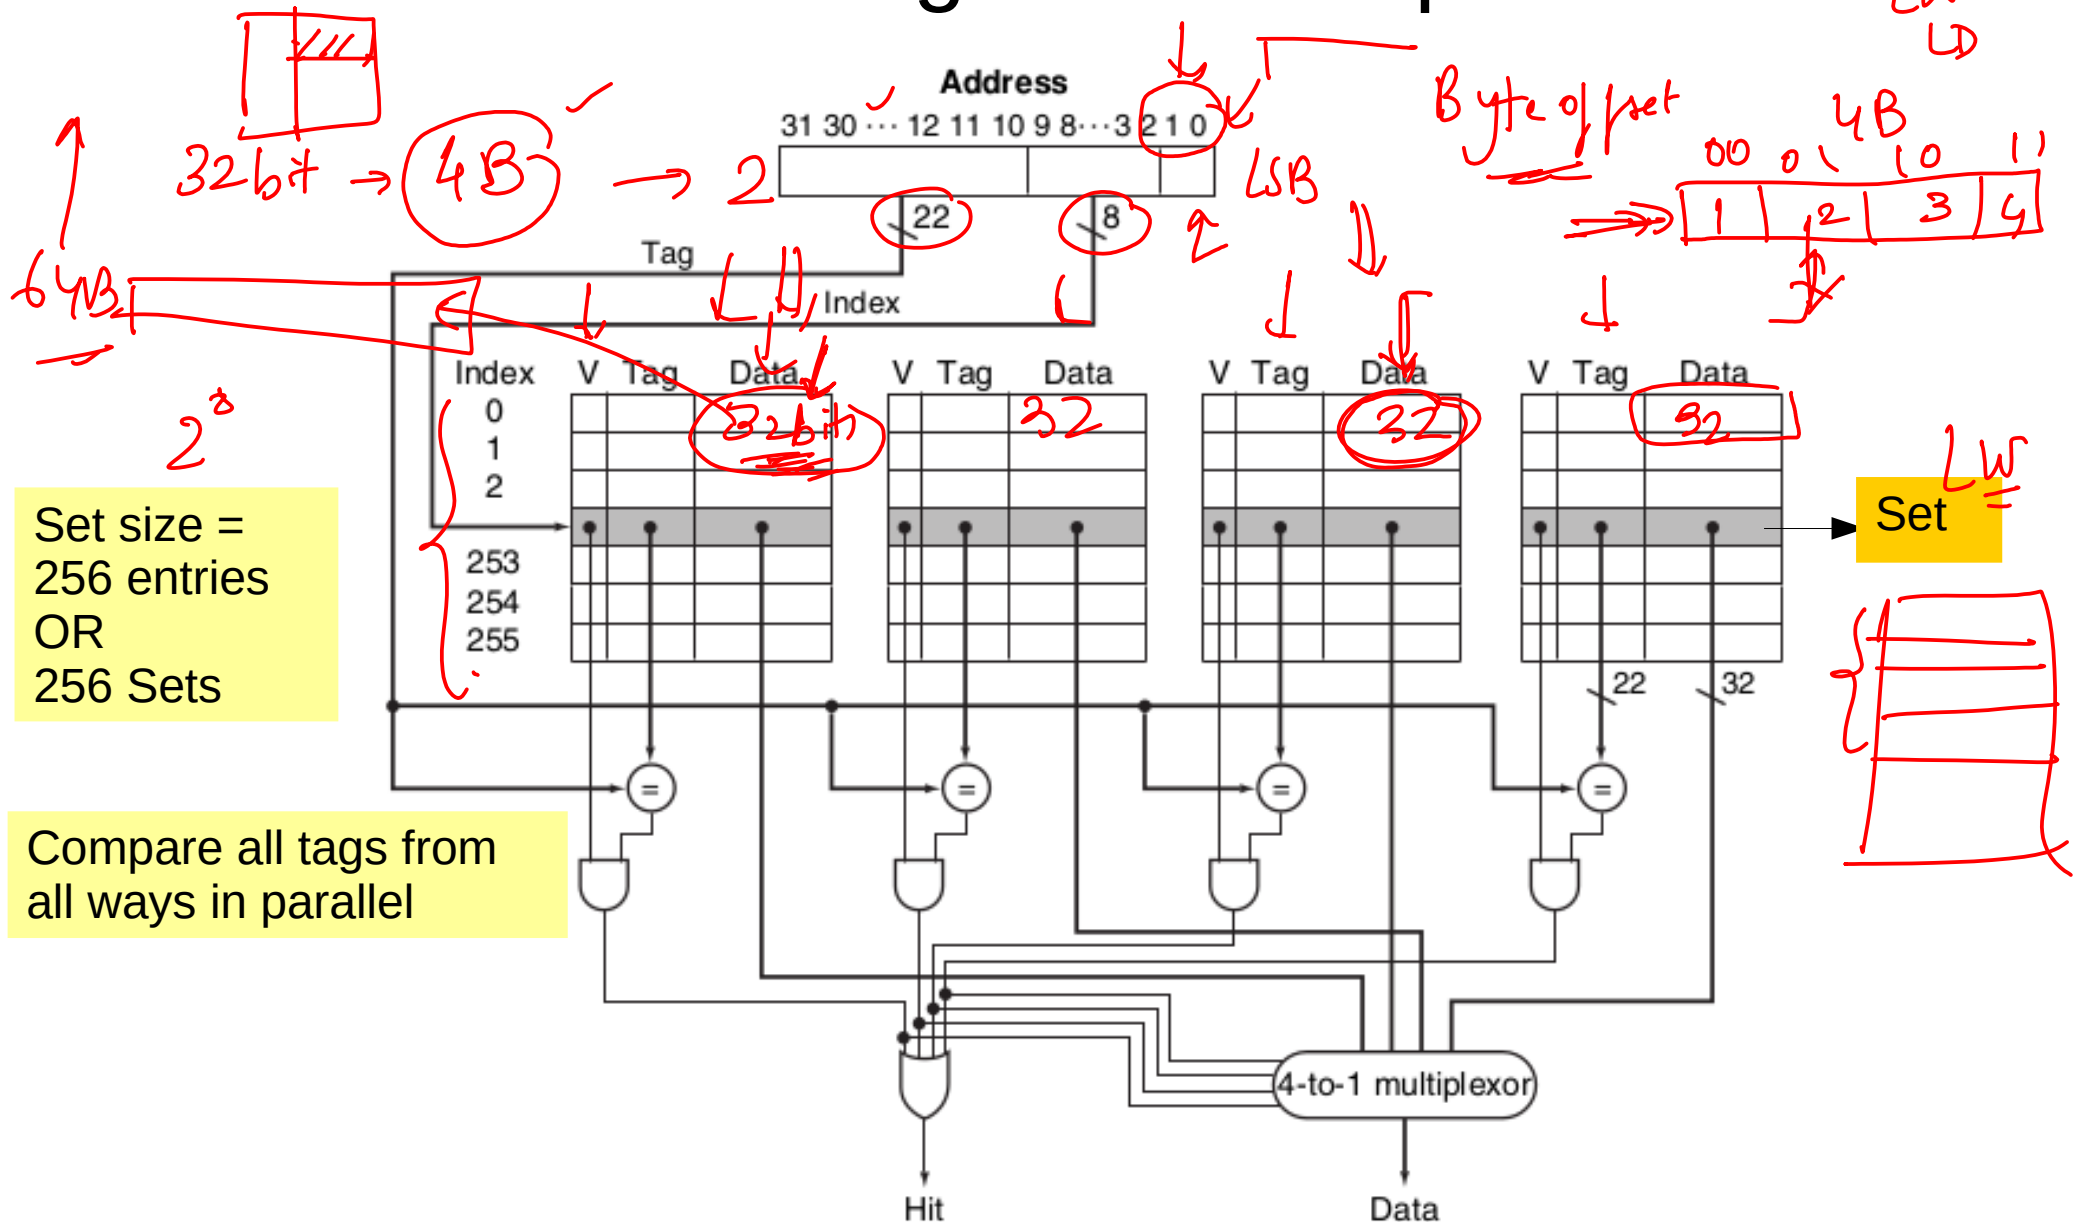 LD
Address
31 30 ··· 12 11 10 9 8···3 2 1 0
Byte offset
4B
00 01 10 11
32bit → 4B → 2
LSB
1 2 3 4
22
8
2
Tag
Index
64B
Index
V Tag Data
V Tag Data
V Tag Data
V Tag Data
0
1
2
253
254
255
32bit
32
32
32
2^8
LW
Set
Set size =
256 entries
OR
256 Sets
22
32
=
=
=
=
Compare all tags from
all ways in parallel
4-to-1 multiplexor
Hit
Data